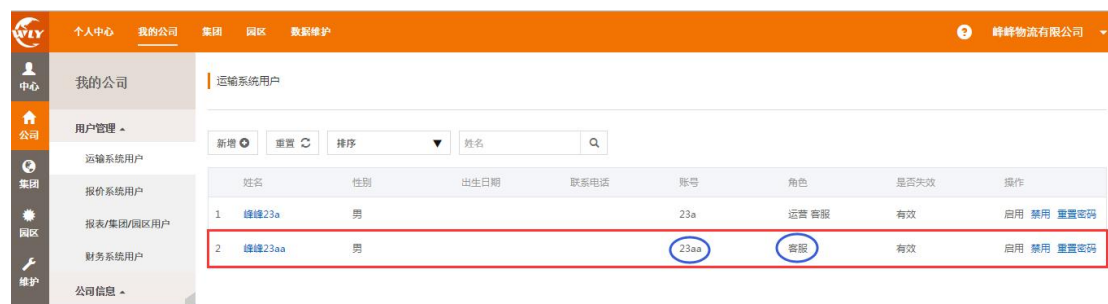 WLY 个人中心 我的公司 集团 园区 数据维护 ? 峰峰物流有限公司
中心 我的公司 运输系统用户
公司 用户管理
新增 重置 排序 姓名
运输系统用户
集团 姓名 性别 出生日期 联系电话 账号 角色 是否失效 操作
报价系统用户
1 峰峰23a 男 23a 运营 客服 有效 启用 禁用 重置密码
园区 报表/集团/园区用户
2 峰峰23aa 男 23aa 客服 有效 启用 禁用 重置密码
财务系统用户
维护 公司信息